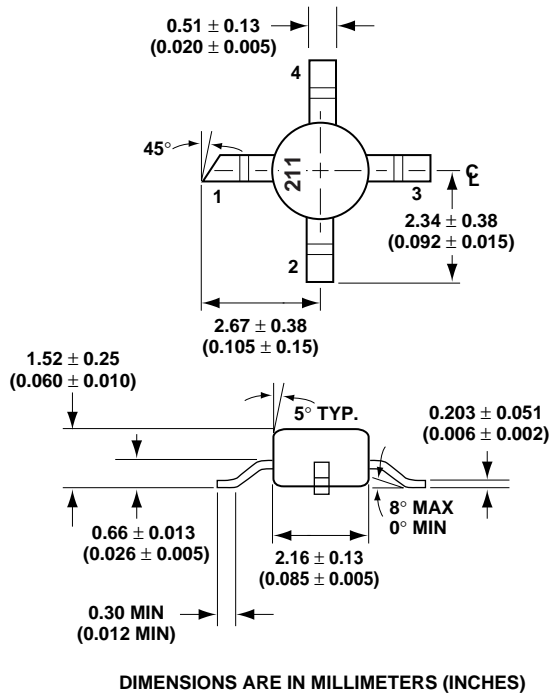 0.51 ± 0.13
(0.020 ± 0.005)
4
45°
211
1
3
℄
2.34 ± 0.38
(0.092 ± 0.015)
2
2.67 ± 0.38
(0.105 ± 0.15)
1.52 ± 0.25
(0.060 ± 0.010)
5° TYP.
0.203 ± 0.051
(0.006 ± 0.002)
8° MAX
0° MIN
0.66 ± 0.013
(0.026 ± 0.005)
2.16 ± 0.13
(0.085 ± 0.005)
0.30 MIN
(0.012 MIN)
DIMENSIONS ARE IN MILLIMETERS (INCHES)